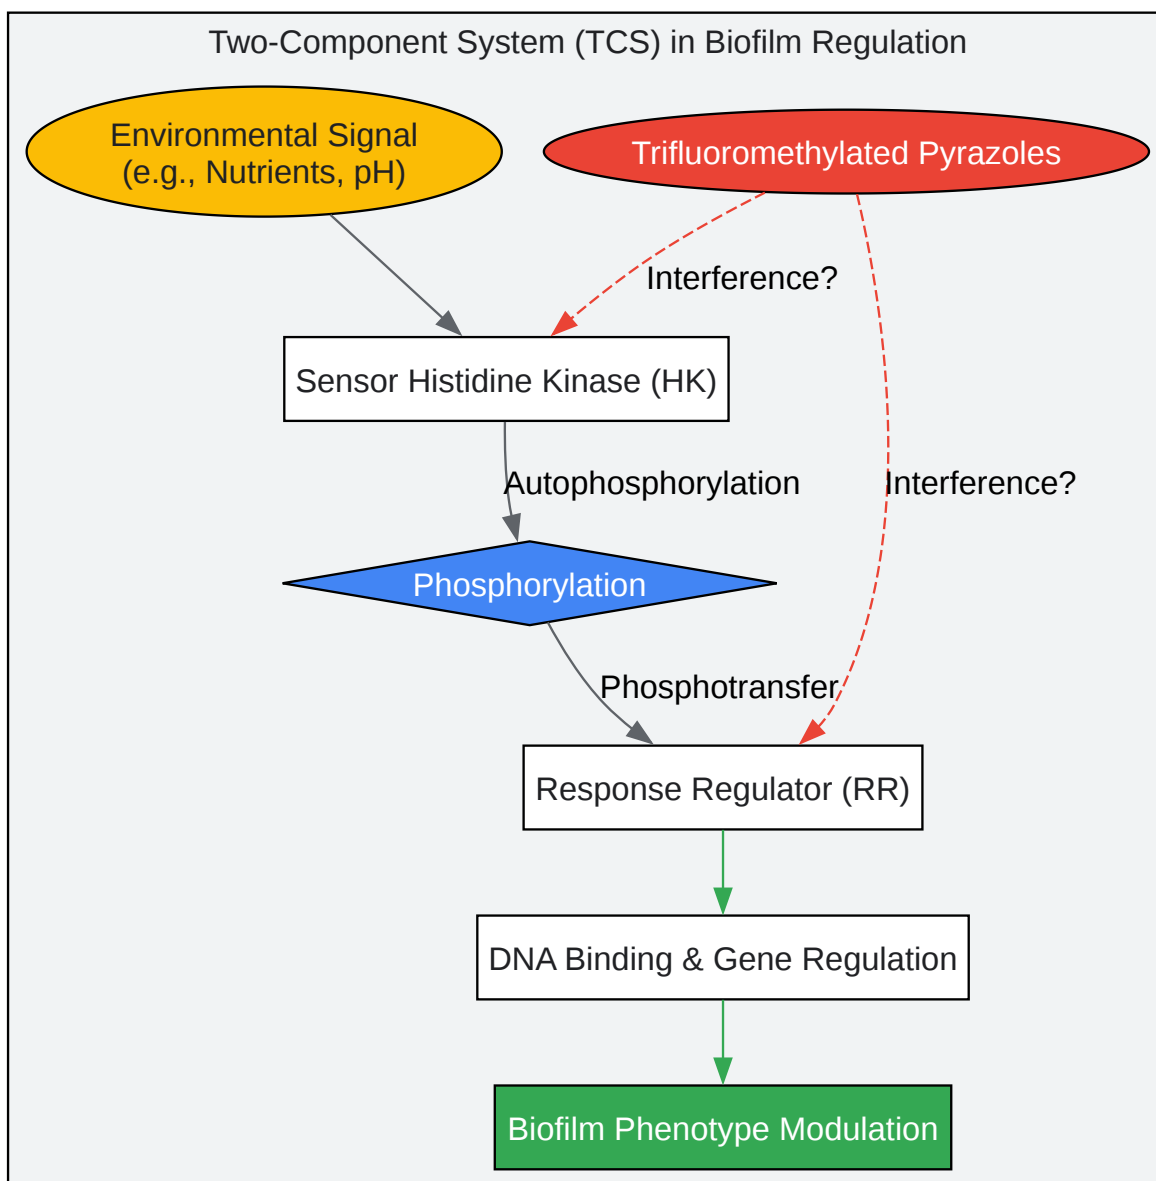 Two-Component System (TCS) in Biofilm Regulation
Environmental Signal
(e.g., Nutrients, pH)
Trifluoromethylated Pyrazoles
Interference?
Sensor Histidine Kinase (HK)
Autophosphorylation
Interference?
Phosphorylation
Phosphotransfer
Response Regulator (RR)
DNA Binding & Gene Regulation
Biofilm Phenotype Modulation